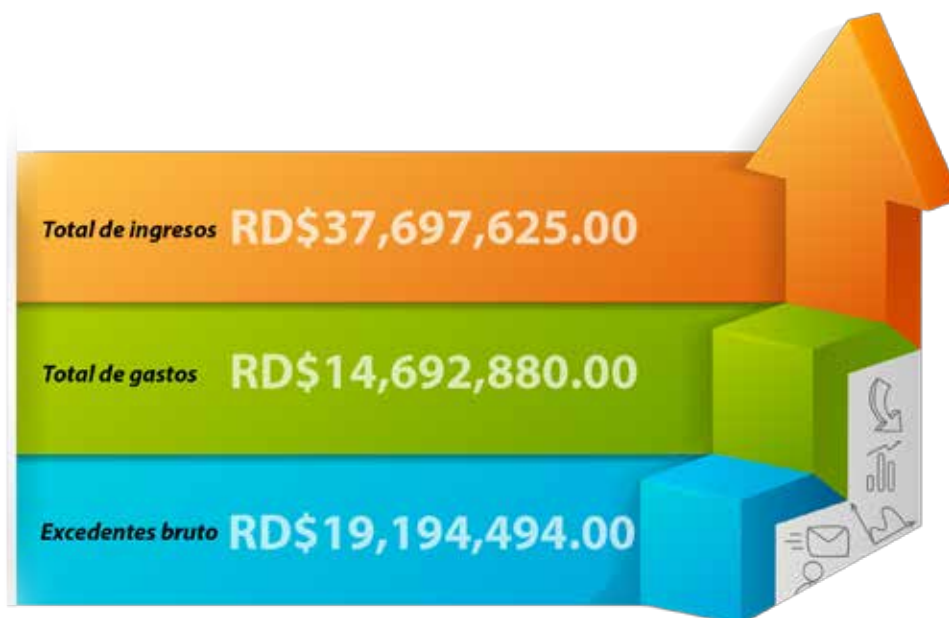 Total de ingresos RD$37,697,625.00
Total de gastos RD$14,692,880.00
Excedentes bruto RD$19,194,494.00